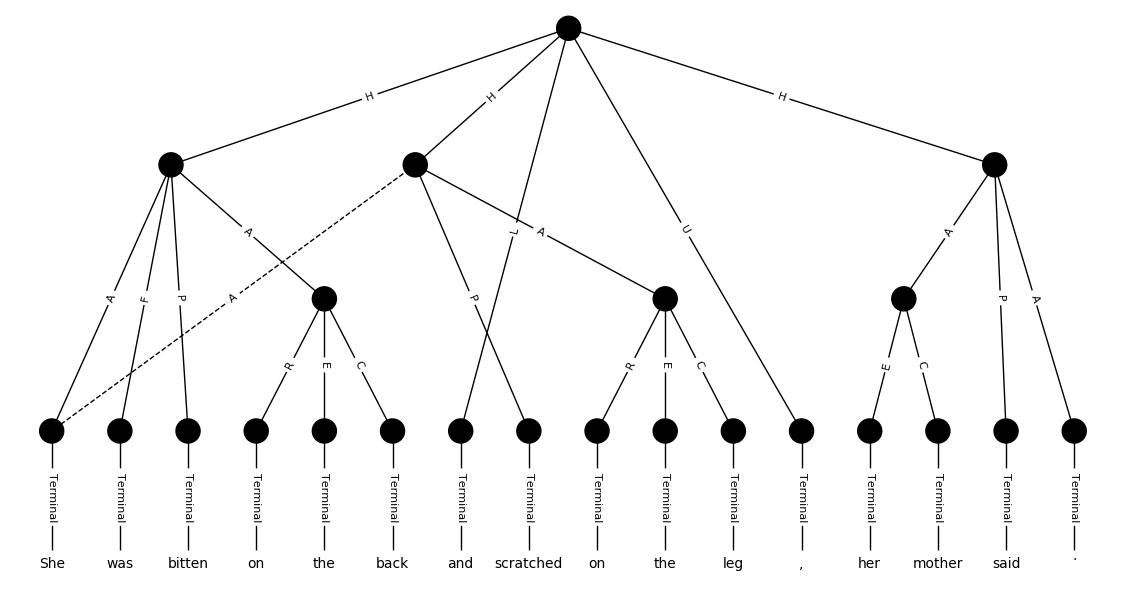 H H H
A F P A A P L A U A P A
R E C R E C E C
Terminal Terminal Terminal Terminal Terminal Terminal Terminal Terminal Terminal Terminal Terminal Terminal Terminal Terminal Terminal Terminal
She was bitten on the back and scratched on the leg , her mother said .